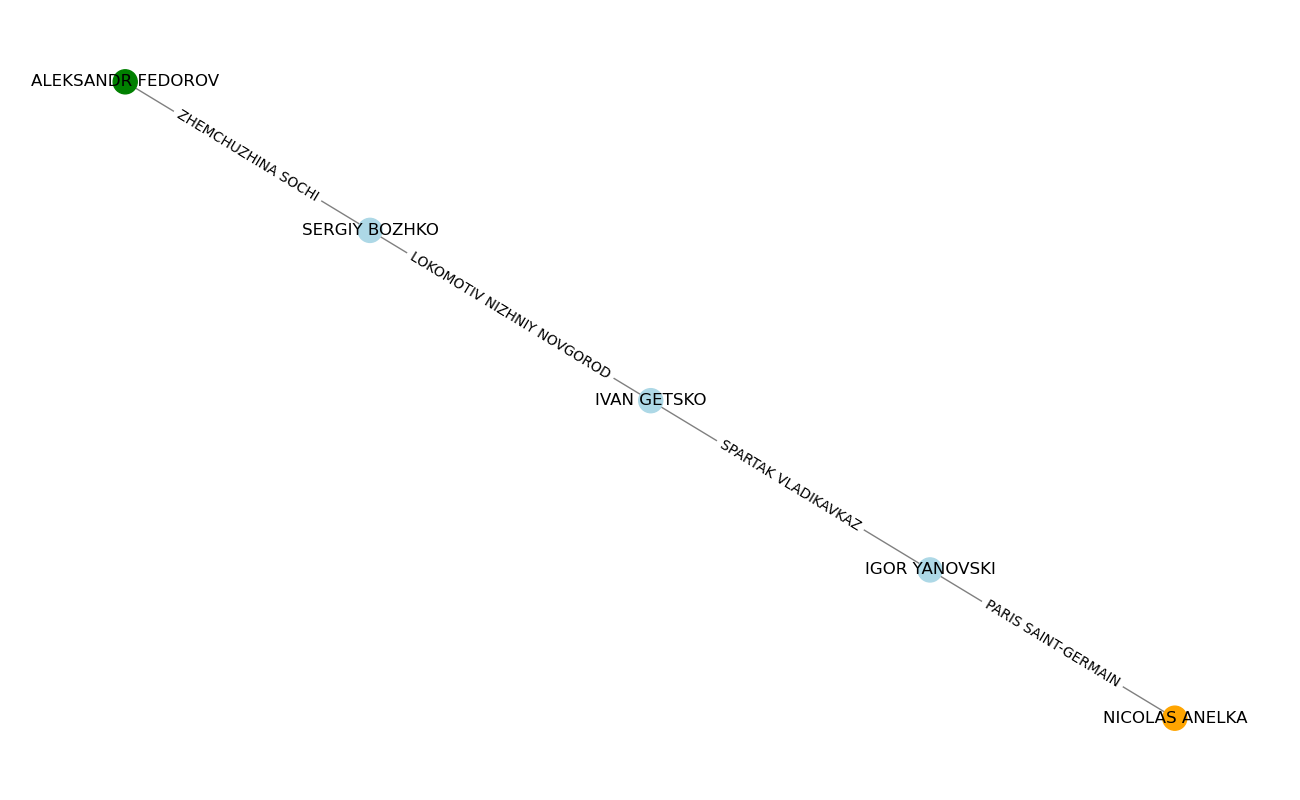 ALEKSANDR FEDOROV
ZHEMCHUZHINA SOCHI
SERGIY BOZHKO
LOKOMOTIV NIZHNIY NOVGOROD
IVAN GETSKO
SPARTAK VLADIKAVKAZ
IGOR YANOVSKI
PARIS SAINT-GERMAIN
NICOLAS ANELKA